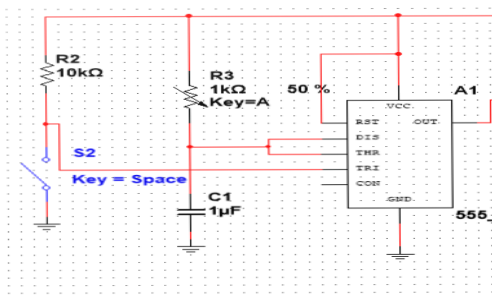 R2
10kΩ
R3
1kΩ
Key=A
50 %
A1
VCC
RST
OUT
DIS
THR
TRI
CON
GND
S2
Key = Space
C1
1µF
555_